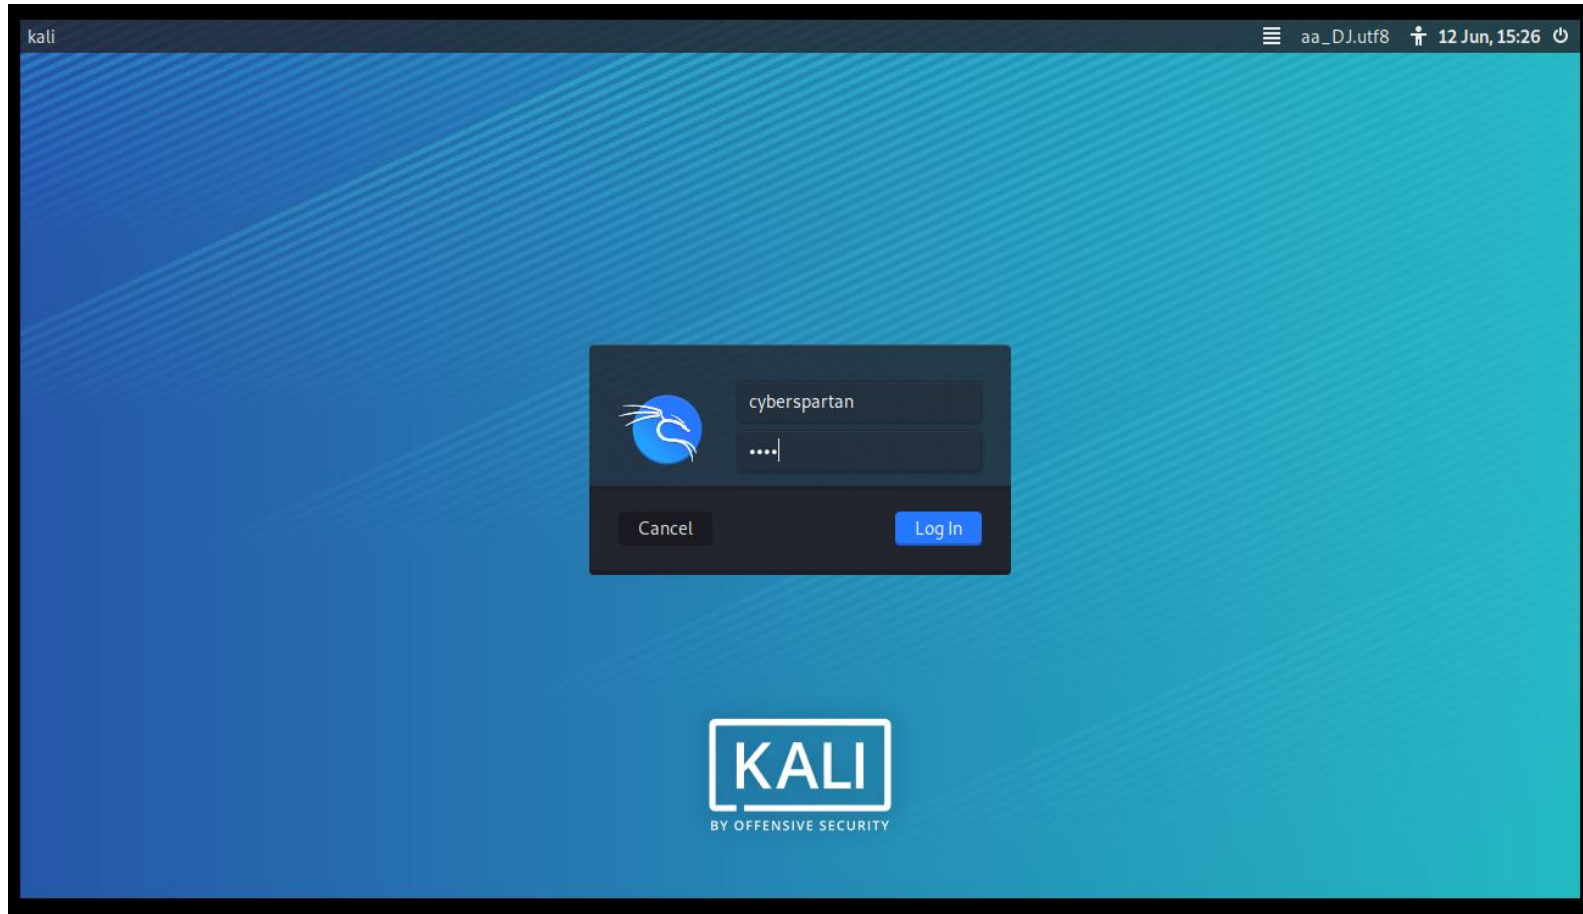 kali aa_DJ.utf8 12 Jun, 15:26
cyberspartan
••••
Cancel Log In
KALI
BY OFFENSIVE SECURITY